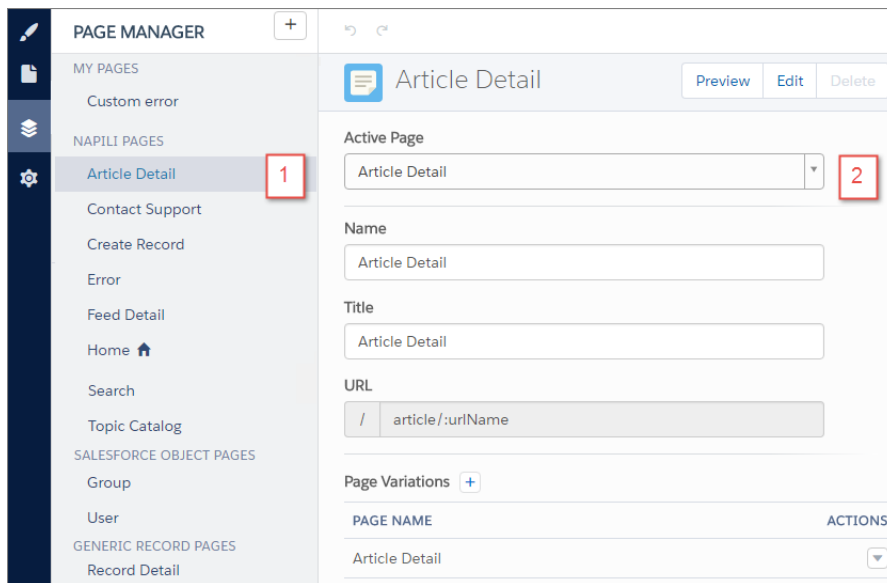 PAGE MANAGER
+
MY PAGES
Custom error
NAPILI PAGES
Article Detail
1
Contact Support
Create Record
Error
Feed Detail
Home
Search
Topic Catalog
SALESFORCE OBJECT PAGES
Group
User
GENERIC RECORD PAGES
Record Detail
Article Detail
Preview
Edit
Delete
Active Page
Article Detail
2
Name
Article Detail
Title
Article Detail
URL
/ article/:urlName
Page Variations +
PAGE NAME ACTIONS
Article Detail